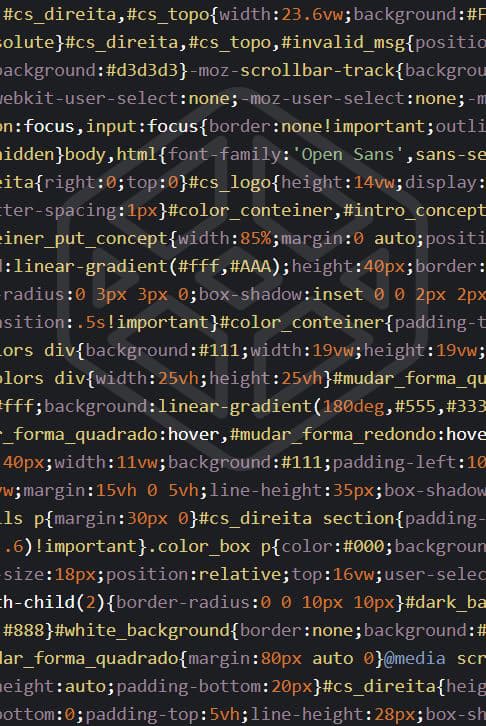 #cs_direita,#cs_topo{width:23.6vw;background:#F
solute}#cs_direita,#cs_topo,#invalid_msg{positio
background:#d3d3d3}-moz-scrollbar-track{backgrou
webkit-user-select:none;-moz-user-select:none;-m
on:focus,input:focus{border:none!important;outli
hidden}body,html{font-family:'Open Sans',sans-se
eita{right:0;top:0}#cs_logo{height:14vw;display:
tter-spacing:1px}#color_conteiner,#intro_concept
einer_put_concept{width:85%;margin:0 auto;positi
d:linear-gradient(#fff,#AAA);height:40px;border:
-radius:0 3px 3px 0;box-shadow:inset 0 0 2px 2px
nsition:.5s!important}#color_conteiner{padding-t
lors div{background:#111;width:19vw;height:19vw;
olors div{width:25vh;height:25vh}#mudar_forma_qu
#fff;background:linear-gradient(180deg,#555,#333
r_forma_quadrado:hover,#mudar_forma_redondo:hove
40px;width:11vw;background:#111;padding-left:10
vw;margin:15vh 0 5vh;line-height:35px;box-shadow
lls p{margin:30px 0}#cs_direita section{padding-
.6)!important}.color_box p{color:#000;background
-size:18px;position:relative;top:16vw;user-selec
th-child(2){border-radius:0 0 10px 10px}#dark_ba
#888}#white_background{border:none;background:#
dar_forma_quadrado{margin:80px auto 0}@media scr
height:auto;padding-bottom:20px}#cs_direita{heig
ottom:0;padding-top:5vh;line-height:28px;box-sha